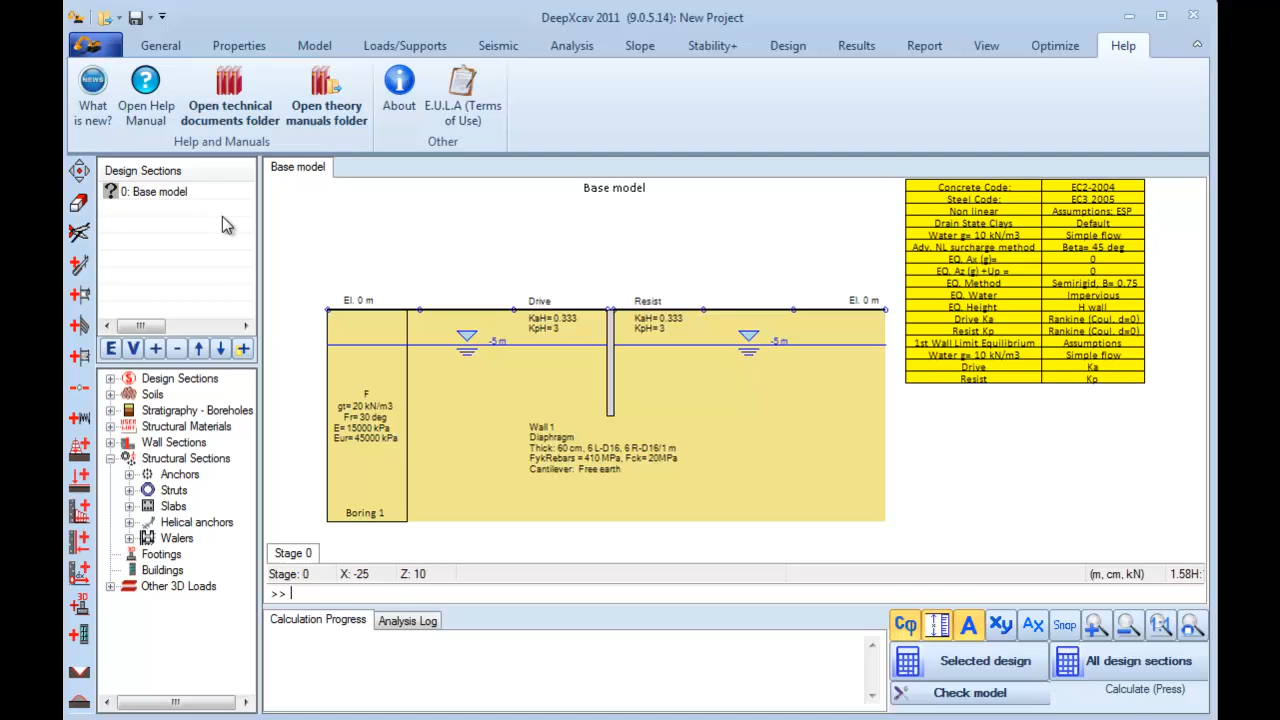 DeepXcav 2011 (9.0.5.14): New Project
General Properties Model Loads/Supports Seismic Analysis Slope Stability+ Design Results Report View Optimize Help
NEWS
What is new?
Open Help Manual
Open technical documents folder
Open theory manuals folder
About
E.U.L.A (Terms of Use)
Help and Manuals
Other
Design Sections
0: Base model
Base model
Base model
Concrete Code: EC2-2004
Steel Code: EC3 2005
Non linear Assumptions: ESP
Drain State Clays Default
Water g= 10 kN/m3 Simple flow
Adv. NL surcharge method Beta= 45 deg
EQ. Ax (g)= 0
EQ. Az (g) +Up = 0
EQ. Method Semirigid, B= 0.75
EQ. Water Impervious
EQ. Height H wall
Drive Ka Rankine (Coul, d=0)
Resist Kp Rankine (Coul, d=0)
1st Wall Limit Equilibrium Assumptions
Water g= 10 kN/m3 Simple flow
Drive Ka
Resist Kp
El. 0 m
Drive
Resist
El. 0 m
KaH= 0.333
KpH= 3
KaH= 0.333
KpH= 3
-5 m
-5 m
F
gt= 20 kN/m3
Fr= 30 deg
E= 15000 kPa
Eur= 45000 kPa
Boring 1
Wall 1
Diaphragm
Thick: 60 cm, 6 L-D16, 6 R-D16/1 m
FykRebars = 410 MPa, Fck= 20MPa
Cantilever: Free earth
E V + -
Design Sections
Soils
Stratigraphy - Boreholes
Structural Materials
Wall Sections
Structural Sections
Anchors
Struts
Slabs
Helical anchors
Walers
Footings
Buildings
Other 3D Loads
Stage 0
Stage: 0 X: -25 Z: 10 (m, cm, kN) 1.58H:
>>
Calculation Progress
Analysis Log
Cφ A Xy Ax Snap 1:1
Selected design
All design sections
Check model
Calculate (Press)